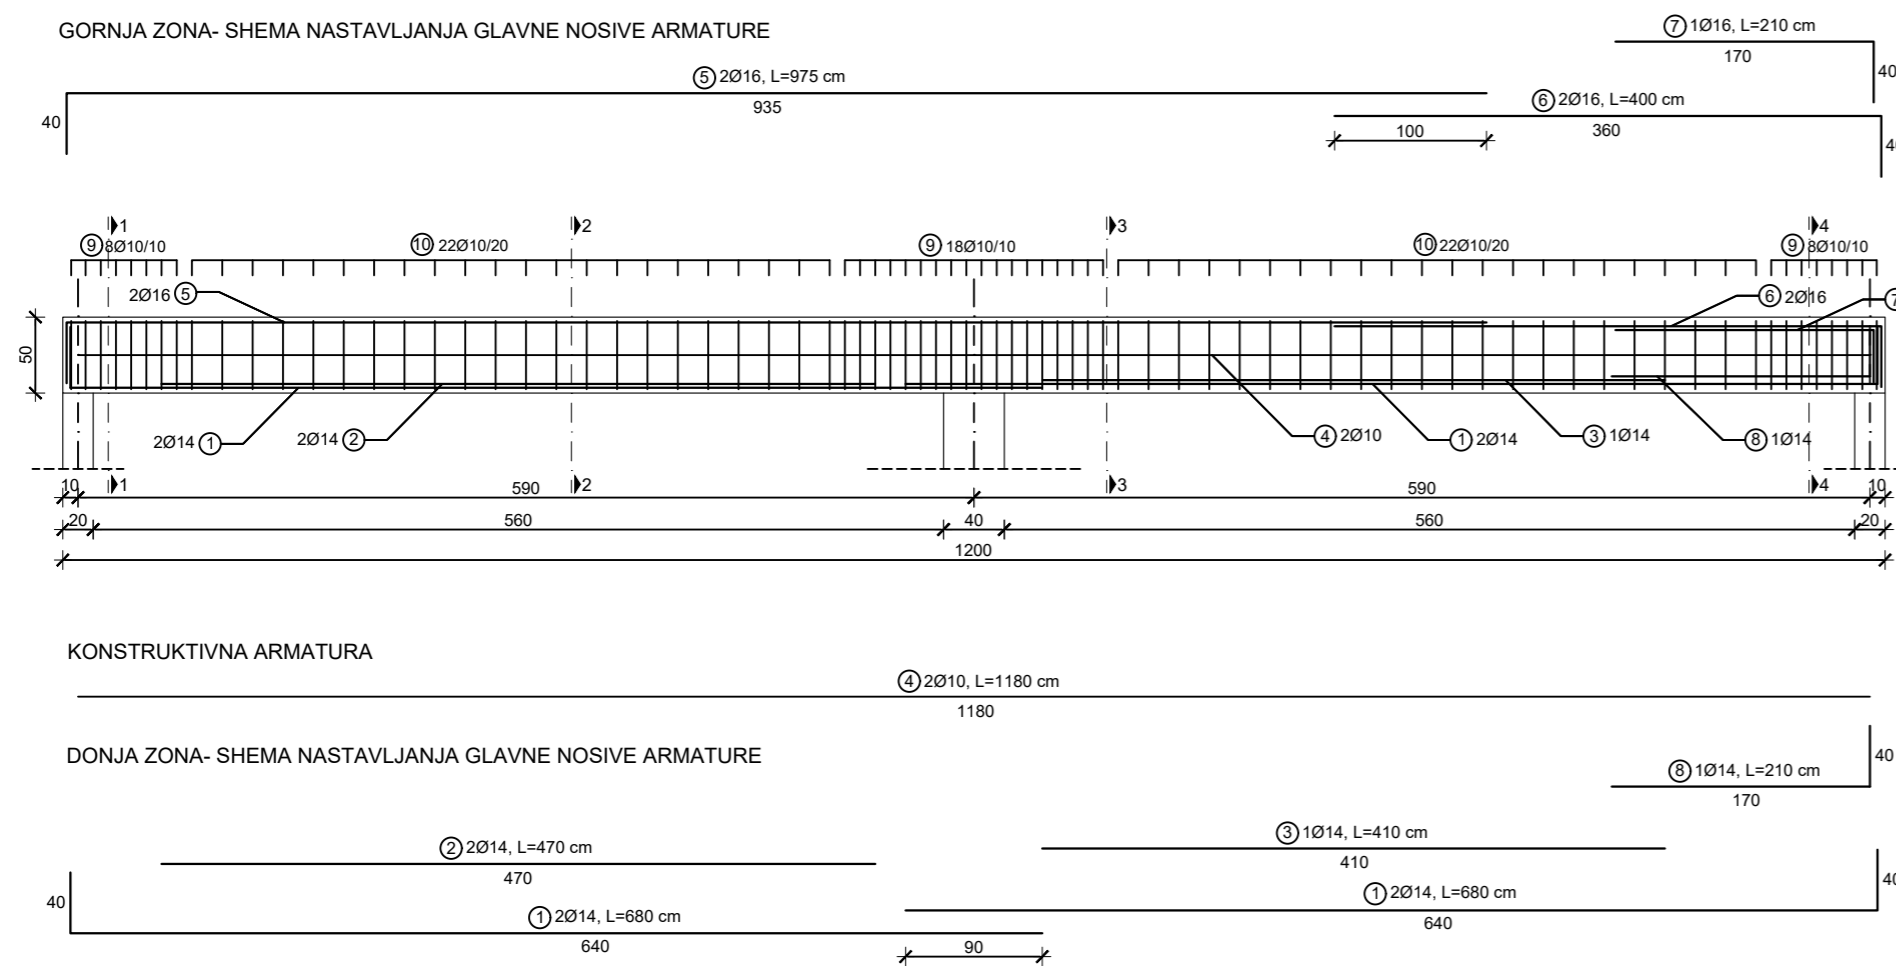 GORNJA ZONA- SHEMA NASTAVLJANJA GLAVNE NOSIVE ARMATURE
7 1Ø16, L=210 cm
170
40
5 2Ø16, L=975 cm
935
40
6 2Ø16, L=400 cm
360
100
1 2 3 4
9 8Ø10/10
10 22Ø10/20
9 18Ø10/10
10 22Ø10/20
9 8Ø10/10
2Ø16 5
6 2Ø16
7
50
2Ø14 1
2Ø14 2
4 2Ø10
1 2Ø14
3 1Ø14
8 1Ø14
1 2 3 4
10 590 590 10
20 560 40 560 20
1200
KONSTRUKTIVNA ARMATURA
4 2Ø10, L=1180 cm
1180
DONJA ZONA- SHEMA NASTAVLJANJA GLAVNE NOSIVE ARMATURE
40
8 1Ø14, L=210 cm
170
2 2Ø14, L=470 cm
470
3 1Ø14, L=410 cm
410
40
1 2Ø14, L=680 cm
640
1 2Ø14, L=680 cm
640
90